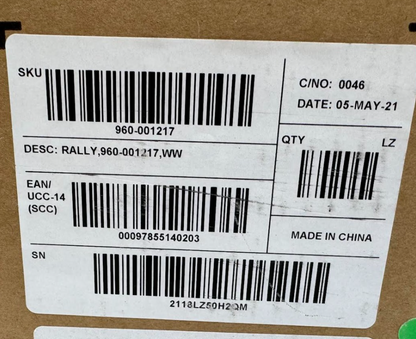 SKU
960-001217
C/NO: 0046
DATE: 05-MAY-21
DESC: RALLY,960-001217,WW
QTY LZ
EAN/
UCC-14
(SCC)
00097855140203
MADE IN CHINA
SN
2118LZ50H2QM